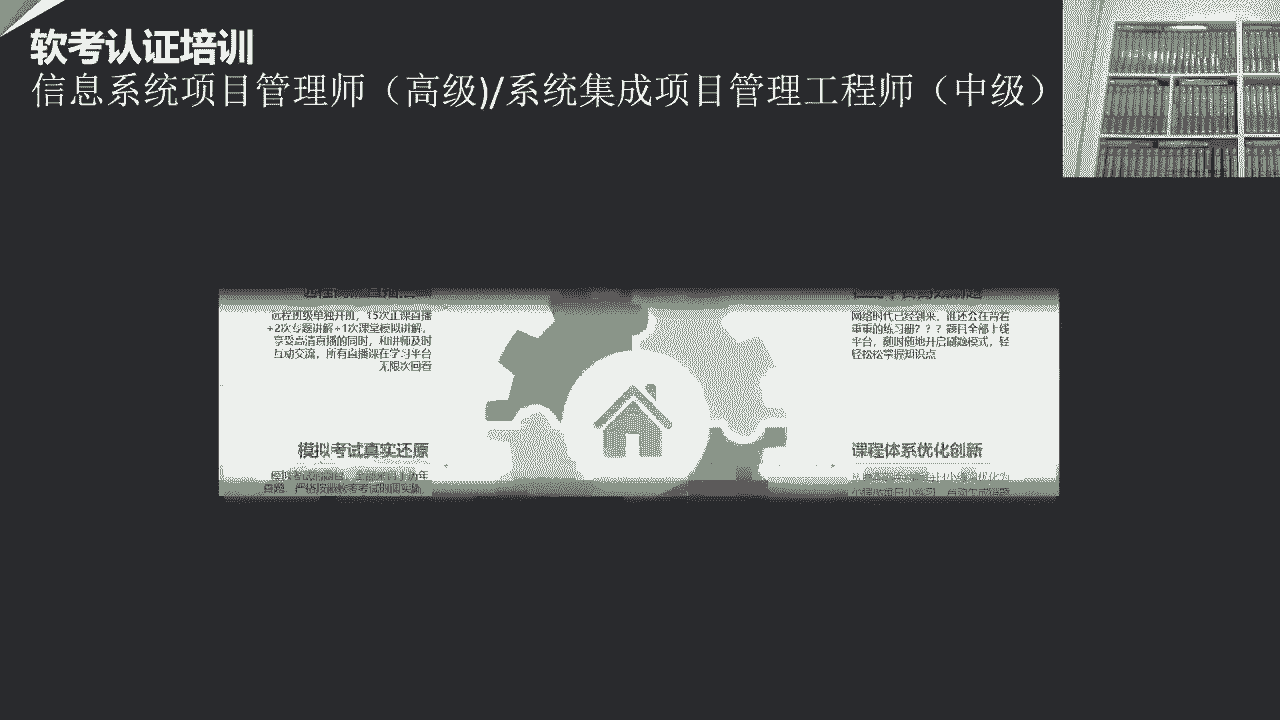 软考认证培训
信息系统项目管理师（高级)/系统集成项目管理工程师（中级）
远程班级单独开班，15次正课直播
+2次专题讲解+1次课堂模拟讲解，
享受高清直播的同时，和讲师及时
互动交流，所有直播课在学习平台
无限次回看
网络时代已经到来，谁还会在背着
重重的练习册？？？题目全部上线
平台，随时随地开启刷题模式，轻
轻松松掌握知识点
模拟考试真实还原
课程体系优化创新